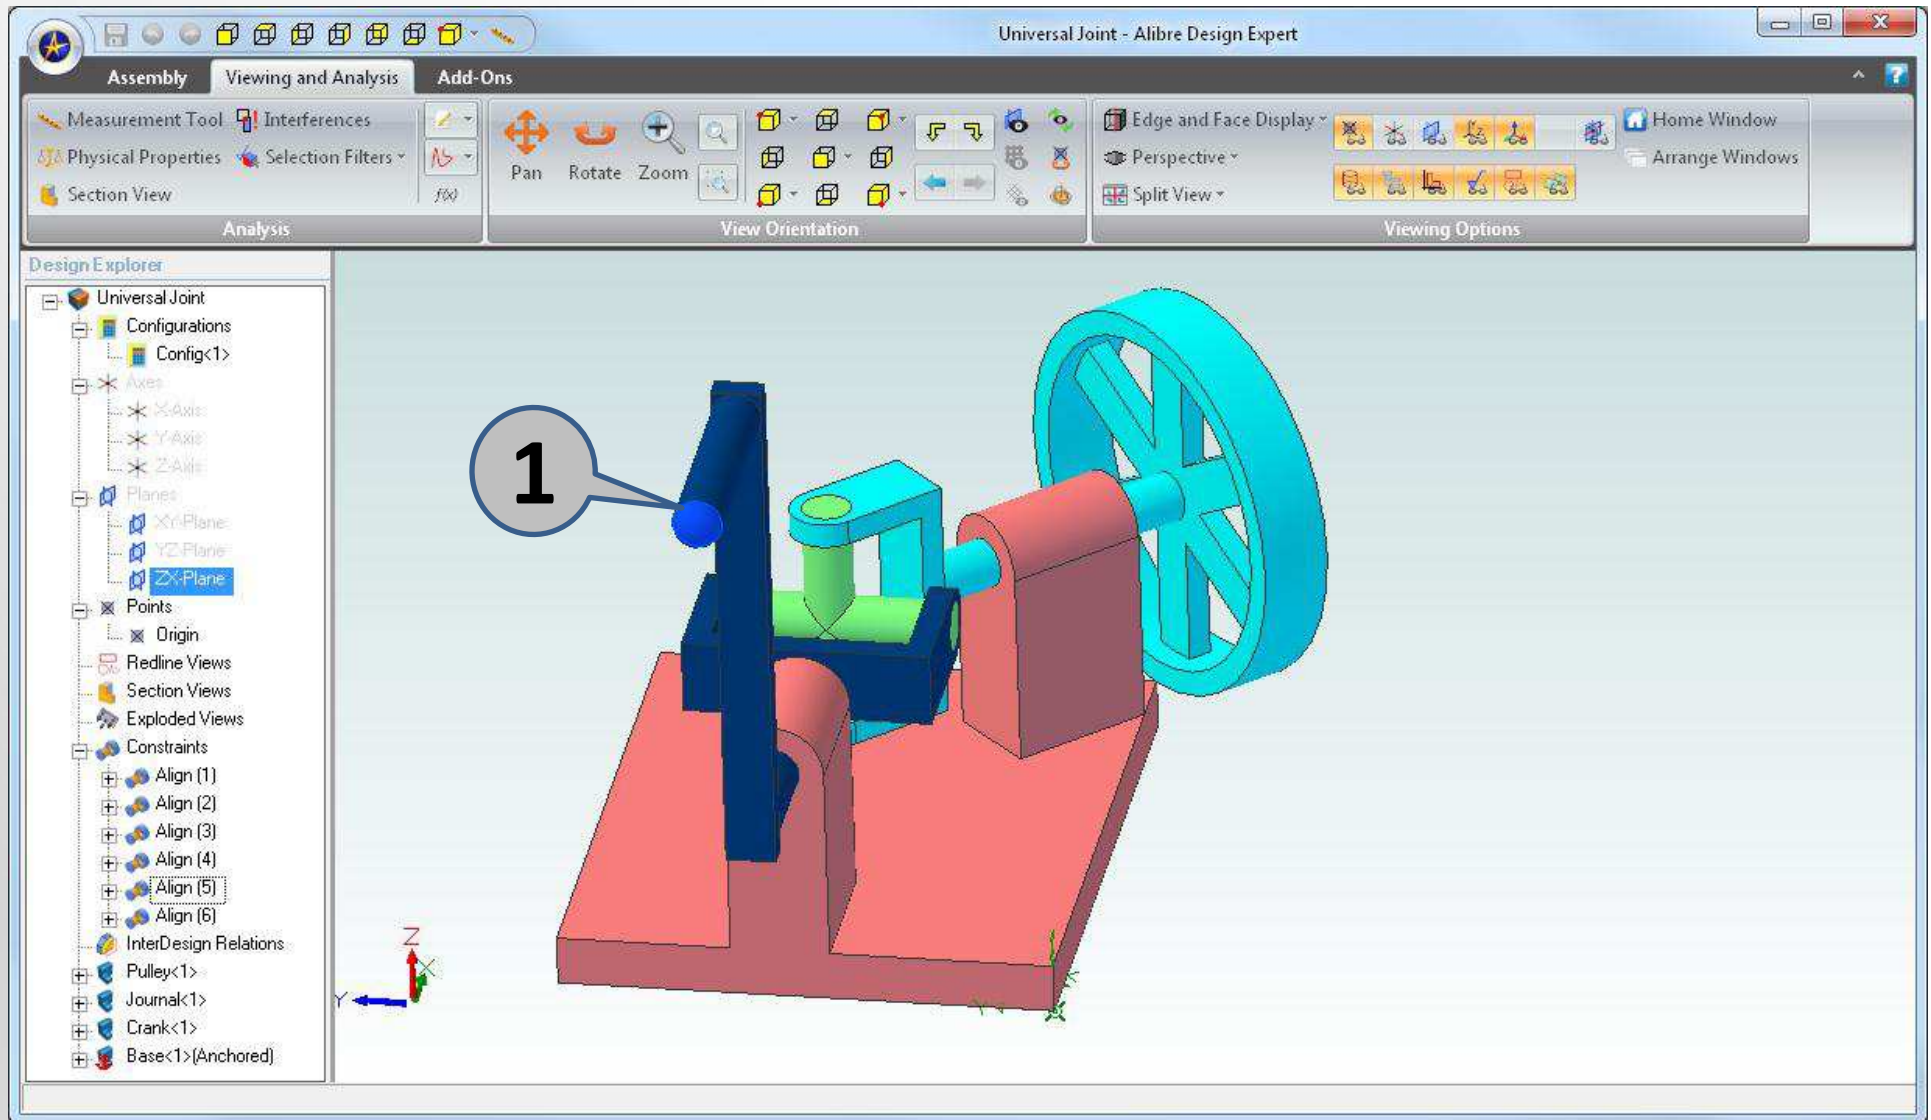 Universal Joint - Alibre Design Expert
Assembly Viewing and Analysis Add-Ons
Measurement Tool Interferences
Physical Properties Selection Filters
Section View f(x)
Pan Rotate Zoom
Edge and Face Display
Perspective
Split View
Home Window
Arrange Windows
Analysis View Orientation Viewing Options
Design Explorer
Universal Joint
Configurations
Config<1>
Axes
X-Axis
Y-Axis
Z-Axis
Planes
XY-Plane
YZ-Plane
ZX-Plane
Points
Origin
Redline Views
Section Views
Exploded Views
Constraints
Align (1)
Align (2)
Align (3)
Align (4)
Align (5)
Align (6)
InterDesign Relations
Pulley<1>
Journal<1>
Crank<1>
Base<1>(Anchored)
1
Z
X
Y